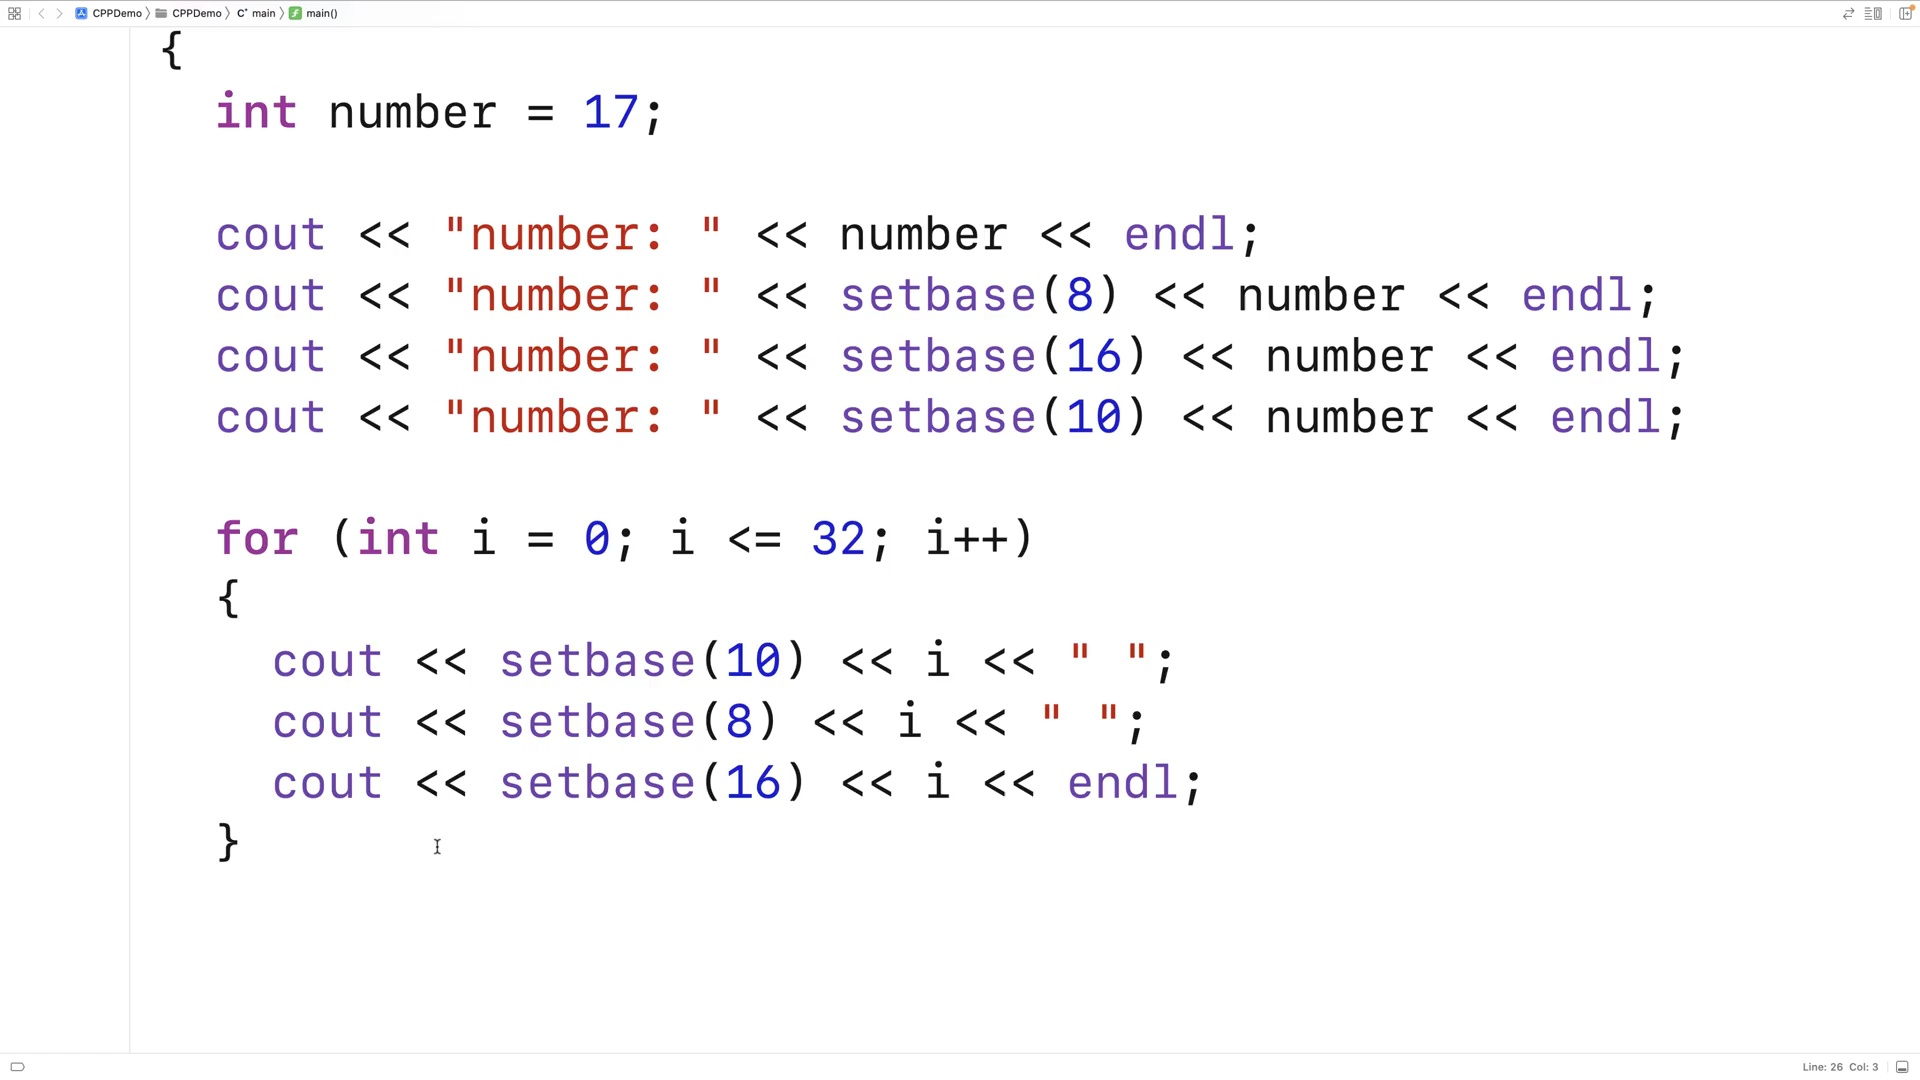 CPPDemo 〉 CPPDemo 〉 C+ main 〉 f main()
{
int number = 17;
cout << "number: " << number << endl;
cout << "number: " << setbase(8) << number << endl;
cout << "number: " << setbase(16) << number << endl;
cout << "number: " << setbase(10) << number << endl;
for (int i = 0; i <= 32; i++)
{
cout << setbase(10) << i << " ";
cout << setbase(8) << i << " ";
cout << setbase(16) << i << endl;
}
Line: 26 Col: 3